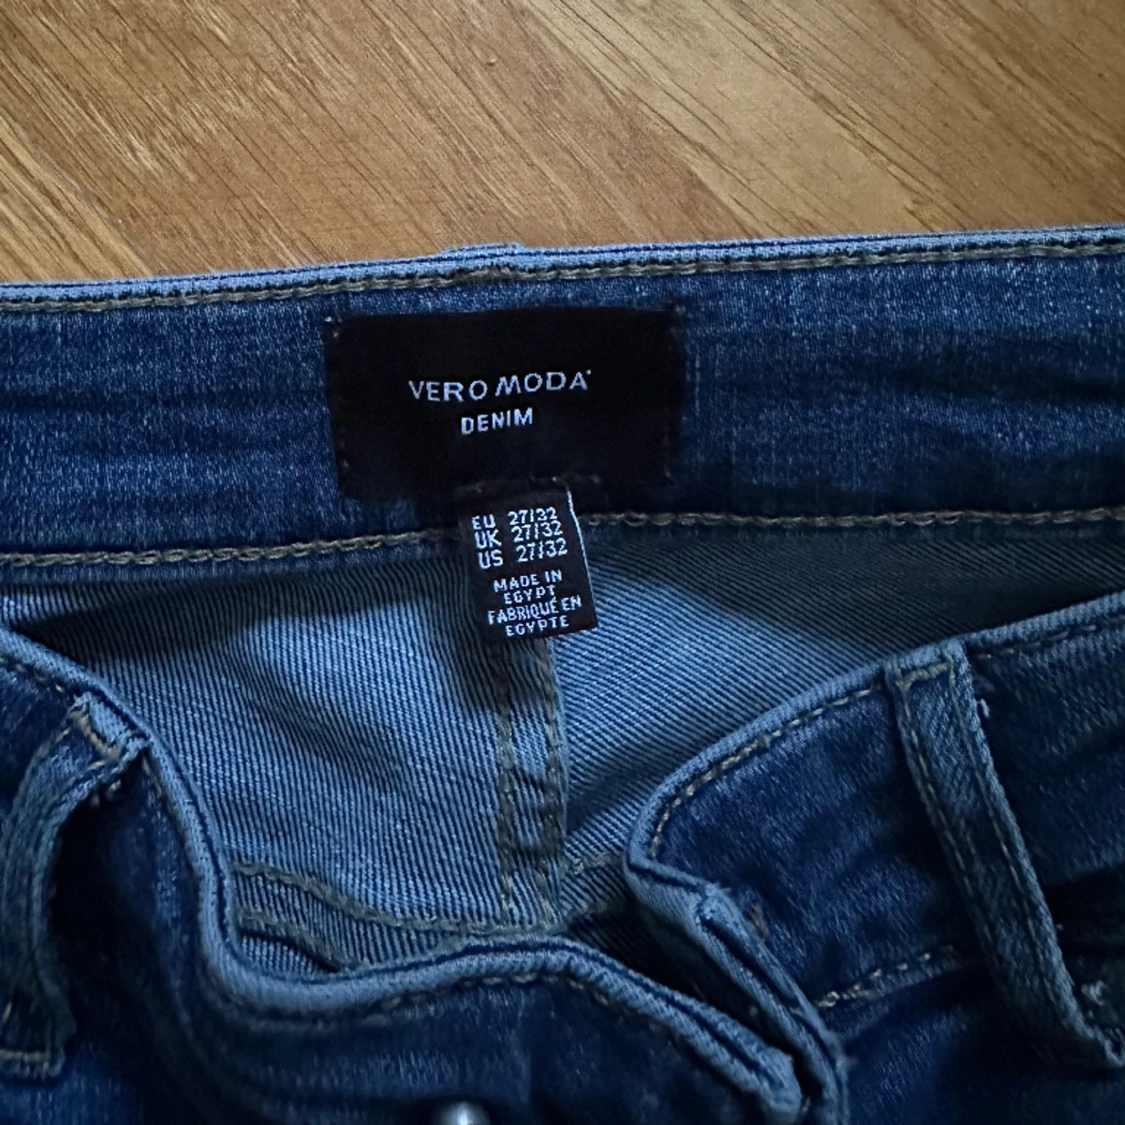 VERO MODA
DENIM
EU 27/32
UK 27/32
US 27/32
MADE IN
EGYPT
FABRIQUÉ EN
EGYPTE